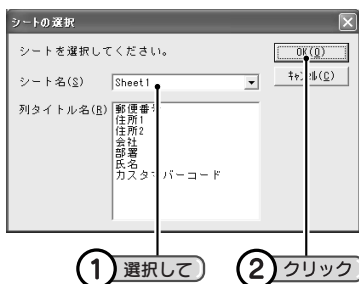 シートの選択
シートを選択してください。
OK(O)
シート名(S)
Sheet1
キャンセル(C)
列タイトル名(R)
郵便番号
住所1
住所2
会社
部署
氏名
カスタマバーコード
1 選択して
2 クリック